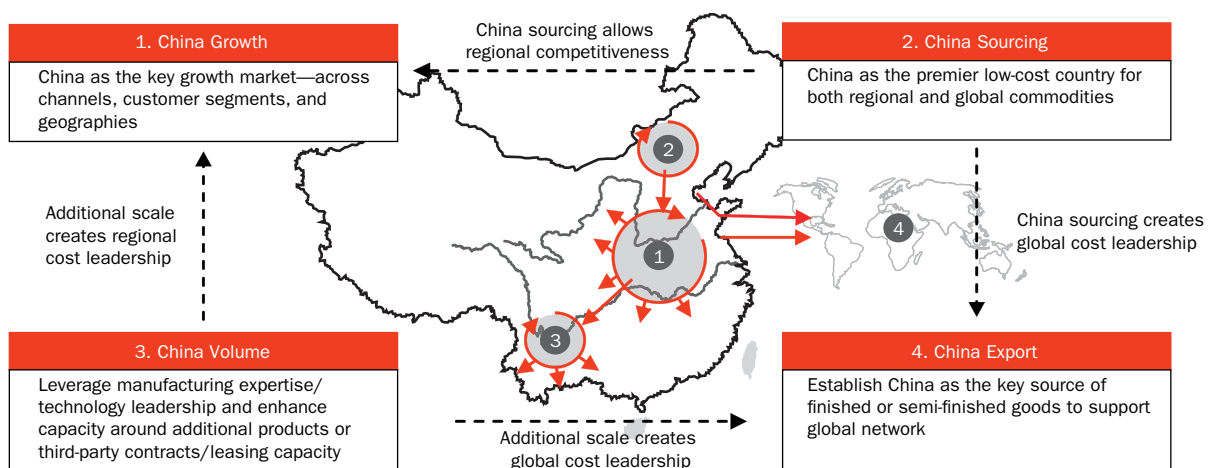 1. China Growth
China as the key growth market—across
channels, customer segments, and
geographies
China sourcing allows
regional competitiveness
2. China Sourcing
China as the premier low-cost country for
both regional and global commodities
2
1
3
4
Additional scale
creates regional
cost leadership
China sourcing creates
global cost leadership
3. China Volume
Leverage manufacturing expertise/
technology leadership and enhance
capacity around additional products or
third-party contracts/leasing capacity
Additional scale creates
global cost leadership
4. China Export
Establish China as the key source of
finished or semi-finished goods to support
global network